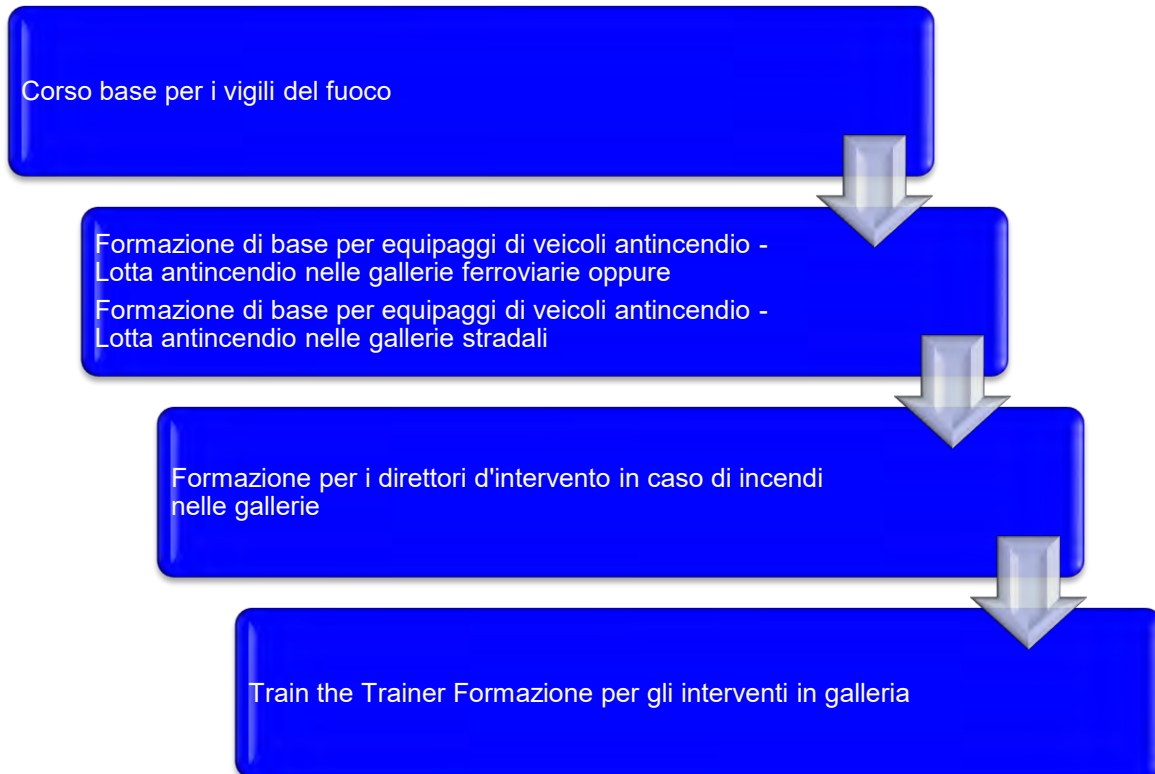 Corso base per i vigili del fuoco
Formazione di base per equipaggi di veicoli antincendio -
Lotta antincendio nelle gallerie ferroviarie oppure
Formazione di base per equipaggi di veicoli antincendio -
Lotta antincendio nelle gallerie stradali
Formazione per i direttori d'intervento in caso di incendi
nelle gallerie
Train the Trainer Formazione per gli interventi in galleria